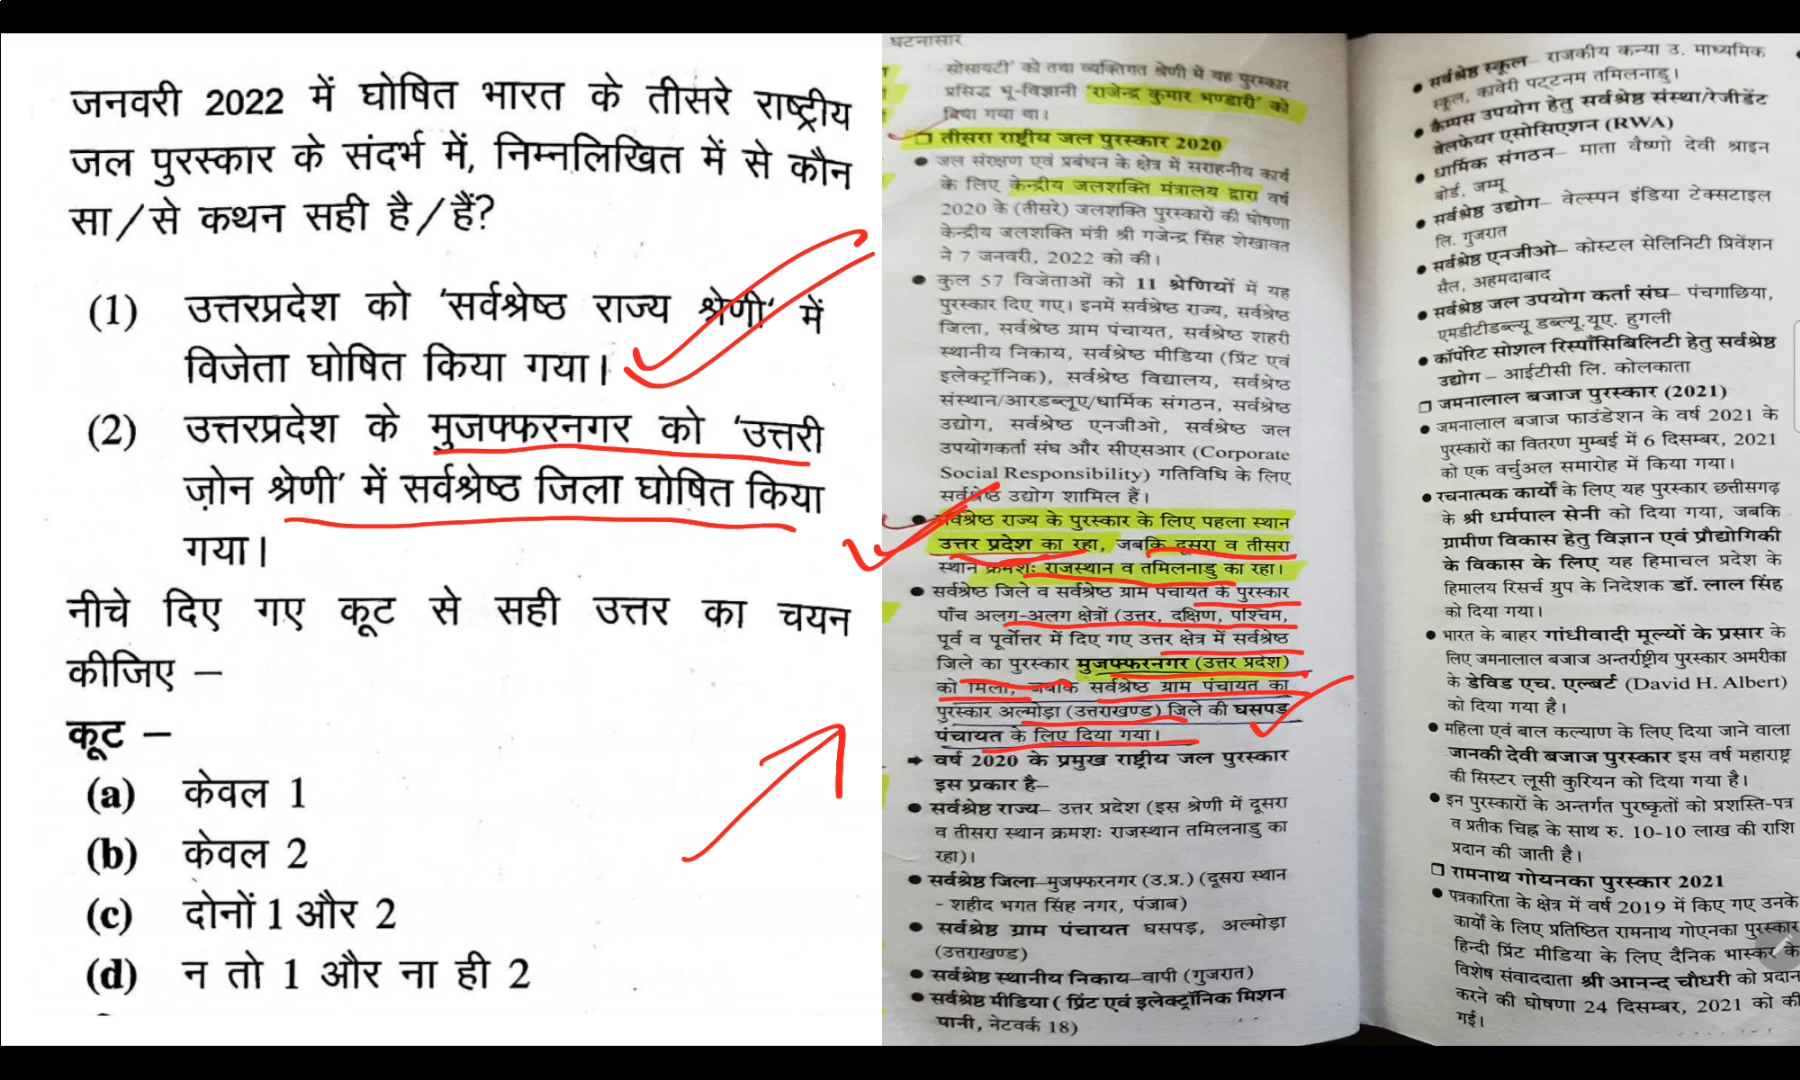 जनवरी 2022 में घोषित भारत के तीसरे राष्ट्रीय
जल पुरस्कार के संदर्भ में, निम्नलिखित में से कौन
सा/से कथन सही है/हैं?
(1) उत्तरप्रदेश को 'सर्वश्रेष्ठ राज्य श्रेणी' में
विजेता घोषित किया गया।
(2) उत्तरप्रदेश के मुजफ्फरनगर को 'उत्तरी
ज़ोन श्रेणी' में सर्वश्रेष्ठ जिला घोषित किया
गया।
नीचे दिए गए कूट से सही उत्तर का चयन
कीजिए –
कूट –
(a) केवल 1
(b) केवल 2
(c) दोनों 1 और 2
(d) न तो 1 और ना ही 2
घटनासार
सोसायटी' को तथा व्यक्तिगत श्रेणी में यह पुरस्कार
प्रसिद्ध भू-विज्ञानी 'राजेन्द्र कुमार भण्डारी' को
दिया गया था।
❑ तीसरा राष्ट्रीय जल पुरस्कार 2020
● जल संरक्षण एवं प्रबंधन के क्षेत्र में सराहनीय कार्य
के लिए केन्द्रीय जलशक्ति मंत्रालय द्वारा वर्ष
2020 के (तीसरे) जलशक्ति पुरस्कारों की घोषणा
केन्द्रीय जलशक्ति मंत्री श्री गजेन्द्र सिंह शेखावत
ने 7 जनवरी, 2022 को की।
● कुल 57 विजेताओं को 11 श्रेणियों में यह
पुरस्कार दिए गए। इनमें सर्वश्रेष्ठ राज्य, सर्वश्रेष्ठ
जिला, सर्वश्रेष्ठ ग्राम पंचायत, सर्वश्रेष्ठ शहरी
स्थानीय निकाय, सर्वश्रेष्ठ मीडिया (प्रिंट एवं
इलेक्ट्रॉनिक), सर्वश्रेष्ठ विद्यालय, सर्वश्रेष्ठ
संस्थान/आरडब्लूए/धार्मिक संगठन, सर्वश्रेष्ठ
उद्योग, सर्वश्रेष्ठ एनजीओ, सर्वश्रेष्ठ जल
उपयोगकर्ता संघ और सीएसआर (Corporate
Social Responsibility) गतिविधि के लिए
सर्वश्रेष्ठ उद्योग शामिल हैं।
● सर्वश्रेष्ठ राज्य के पुरस्कार के लिए पहला स्थान
उत्तर प्रदेश का रहा, जबकि दूसरा व तीसरा
स्थान क्रमशः राजस्थान व तमिलनाडु का रहा।
● सर्वश्रेष्ठ जिले व सर्वश्रेष्ठ ग्राम पंचायत के पुरस्कार
पाँच अलग-अलग क्षेत्रों (उत्तर, दक्षिण, पश्चिम,
पूर्व व पूर्वोत्तर में दिए गए उत्तर क्षेत्र में सर्वश्रेष्ठ
जिले का पुरस्कार मुजफ्फरनगर (उत्तर प्रदेश)
को मिला, जबकि सर्वश्रेष्ठ ग्राम पंचायत का
पुरस्कार अल्मोड़ा (उत्तराखण्ड) जिले की घसपड़
पंचायत के लिए दिया गया।
➡ वर्ष 2020 के प्रमुख राष्ट्रीय जल पुरस्कार
इस प्रकार है–
● सर्वश्रेष्ठ राज्य– उत्तर प्रदेश (इस श्रेणी में दूसरा
व तीसरा स्थान क्रमशः राजस्थान तमिलनाडु का
रहा)।
● सर्वश्रेष्ठ जिला–मुजफ्फरनगर (उ.प्र.) (दूसरा स्थान
- शहीद भगत सिंह नगर, पंजाब)
● सर्वश्रेष्ठ ग्राम पंचायत घसपड़, अल्मोड़ा
(उत्तराखण्ड)
● सर्वश्रेष्ठ स्थानीय निकाय–वापी (गुजरात)
● सर्वश्रेष्ठ मीडिया ( प्रिंट एवं इलेक्ट्रॉनिक मिशन
पानी, नेटवर्क 18)
● सर्वश्रेष्ठ स्कूल– राजकीय कन्या उ. माध्यमिक
स्कूल, कावेरी पट्टनम तमिलनाडु।
● कैम्पस उपयोग हेतु सर्वश्रेष्ठ संस्था/रेजीडेंट
वेलफेयर एसोसिएशन (RWA)
● धार्मिक संगठन– माता वैष्णो देवी श्राइन
बोर्ड, जम्मू
● सर्वश्रेष्ठ उद्योग– वेल्स्पन इंडिया टेक्सटाइल
लि. गुजरात
● सर्वश्रेष्ठ एनजीओ– कोस्टल सेलिनिटी प्रिवेंशन
सैल, अहमदाबाद
● सर्वश्रेष्ठ जल उपयोग कर्ता संघ– पंचगाछिया,
एमडीटीडब्ल्यू डब्ल्यू.यूए. हुगली
● कॉर्पोरेट सोशल रिस्पॉंसिबिलिटी हेतु सर्वश्रेष्ठ
उद्योग – आईटीसी लि. कोलकाता
❑ जमनालाल बजाज पुरस्कार (2021)
● जमनालाल बजाज फाउंडेशन के वर्ष 2021 के
पुरस्कारों का वितरण मुम्बई में 6 दिसम्बर, 2021
को एक वर्चुअल समारोह में किया गया।
● रचनात्मक कार्यों के लिए यह पुरस्कार छत्तीसगढ़
के श्री धर्मपाल सेनी को दिया गया, जबकि
ग्रामीण विकास हेतु विज्ञान एवं प्रौद्योगिकी
के विकास के लिए यह हिमाचल प्रदेश के
हिमालय रिसर्च ग्रुप के निदेशक डॉ. लाल सिंह
को दिया गया।
● भारत के बाहर गांधीवादी मूल्यों के प्रसार के
लिए जमनालाल बजाज अन्तर्राष्ट्रीय पुरस्कार अमरीका
के डेविड एच. एल्बर्ट (David H. Albert)
को दिया गया है।
● महिला एवं बाल कल्याण के लिए दिया जाने वाला
जानकी देवी बजाज पुरस्कार इस वर्ष महाराष्ट्र
की सिस्टर लूसी कुरियन को दिया गया है।
● इन पुरस्कारों के अन्तर्गत पुरष्कृतों को प्रशस्ति-पत्र
व प्रतीक चिह्न के साथ रु. 10-10 लाख की राशि
प्रदान की जाती है।
❑ रामनाथ गोयनका पुरस्कार 2021
● पत्रकारिता के क्षेत्र में वर्ष 2019 में किए गए उनके
कार्यों के लिए प्रतिष्ठित रामनाथ गोएनका पुरस्कार
हिन्दी प्रिंट मीडिया के लिए दैनिक भास्कर के
विशेष संवाददाता श्री आनन्द चौधरी को प्रदान
करने की घोषणा 24 दिसम्बर, 2021 को की
गई।